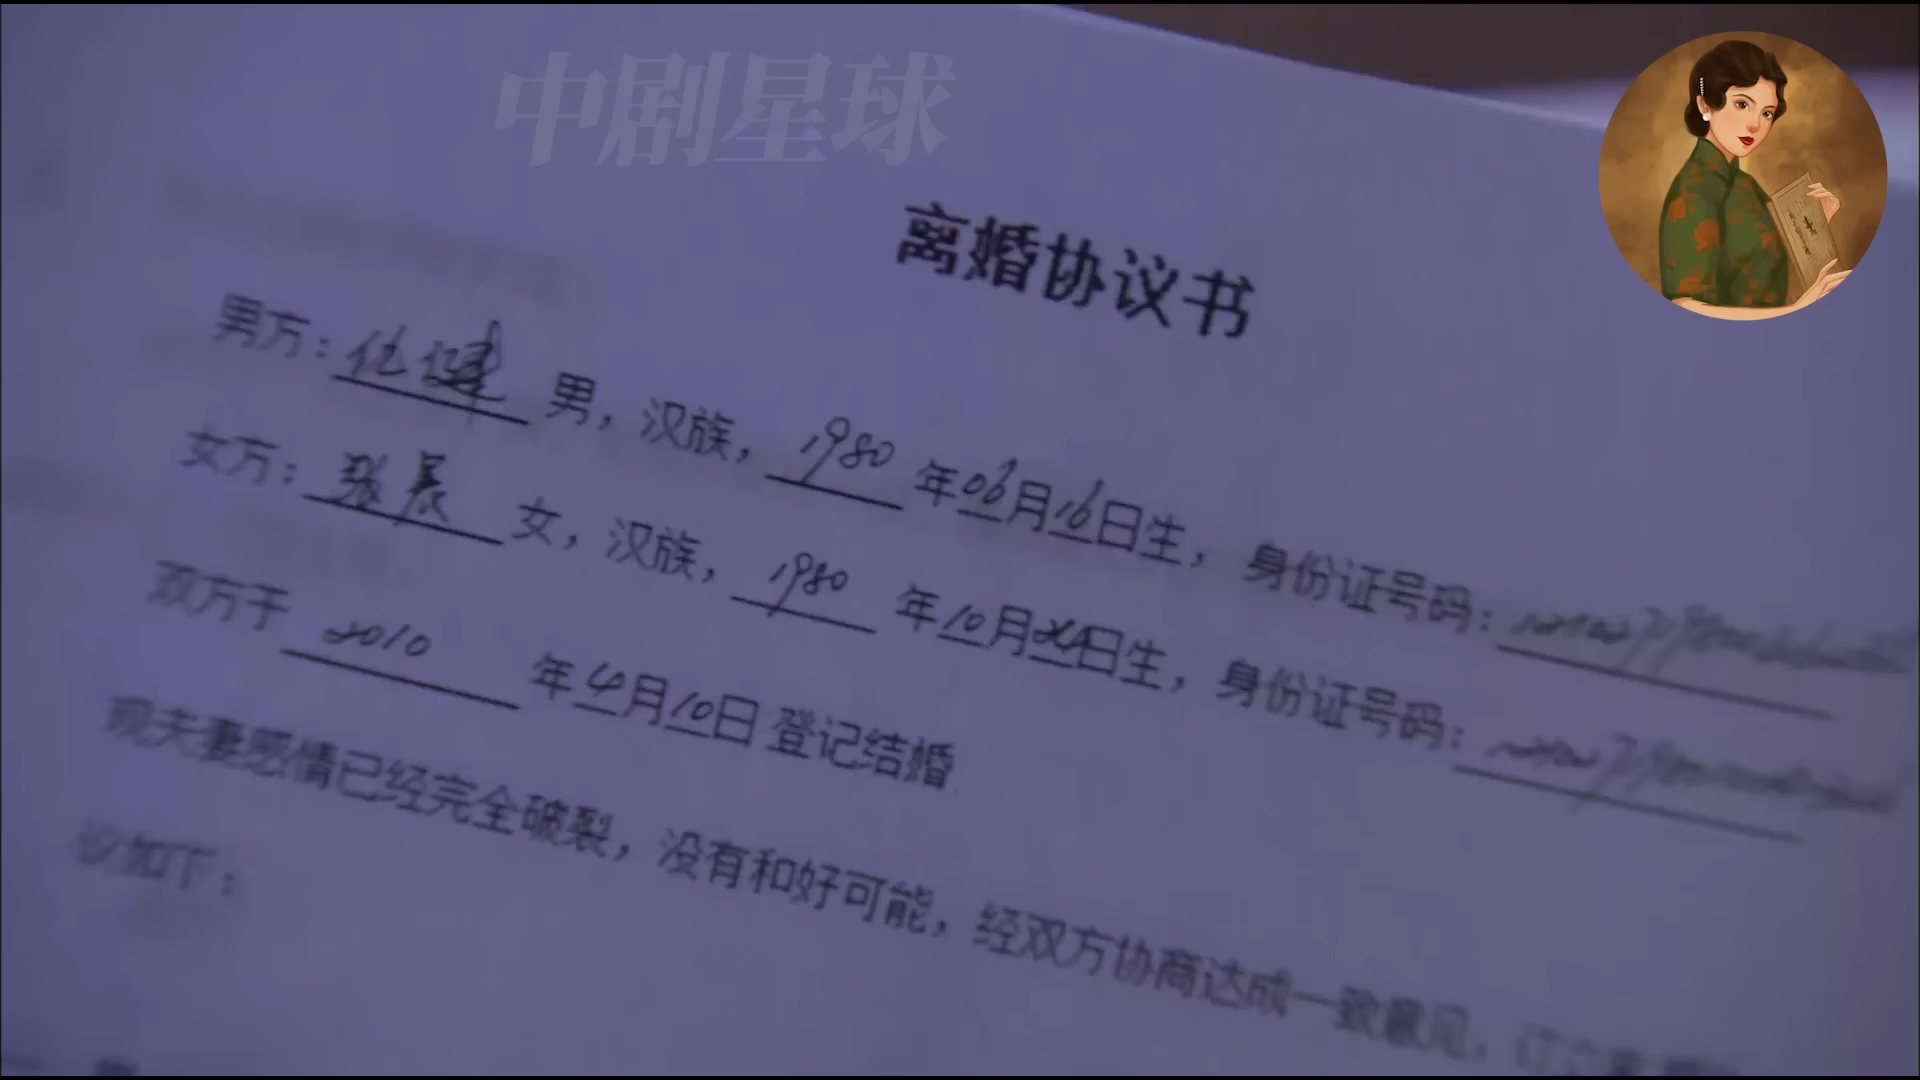 中剧星球
离婚协议书
男方：仇健 男，汉族，1980 年06月16日生，身份证号码：
女方：张晨 女，汉族，1980 年10月24日生，身份证号码：
双方于 2010 年4月10日 登记结婚
现夫妻感情已经完全破裂，没有和好可能，经双方协商达成一致意见，订立
议如下：